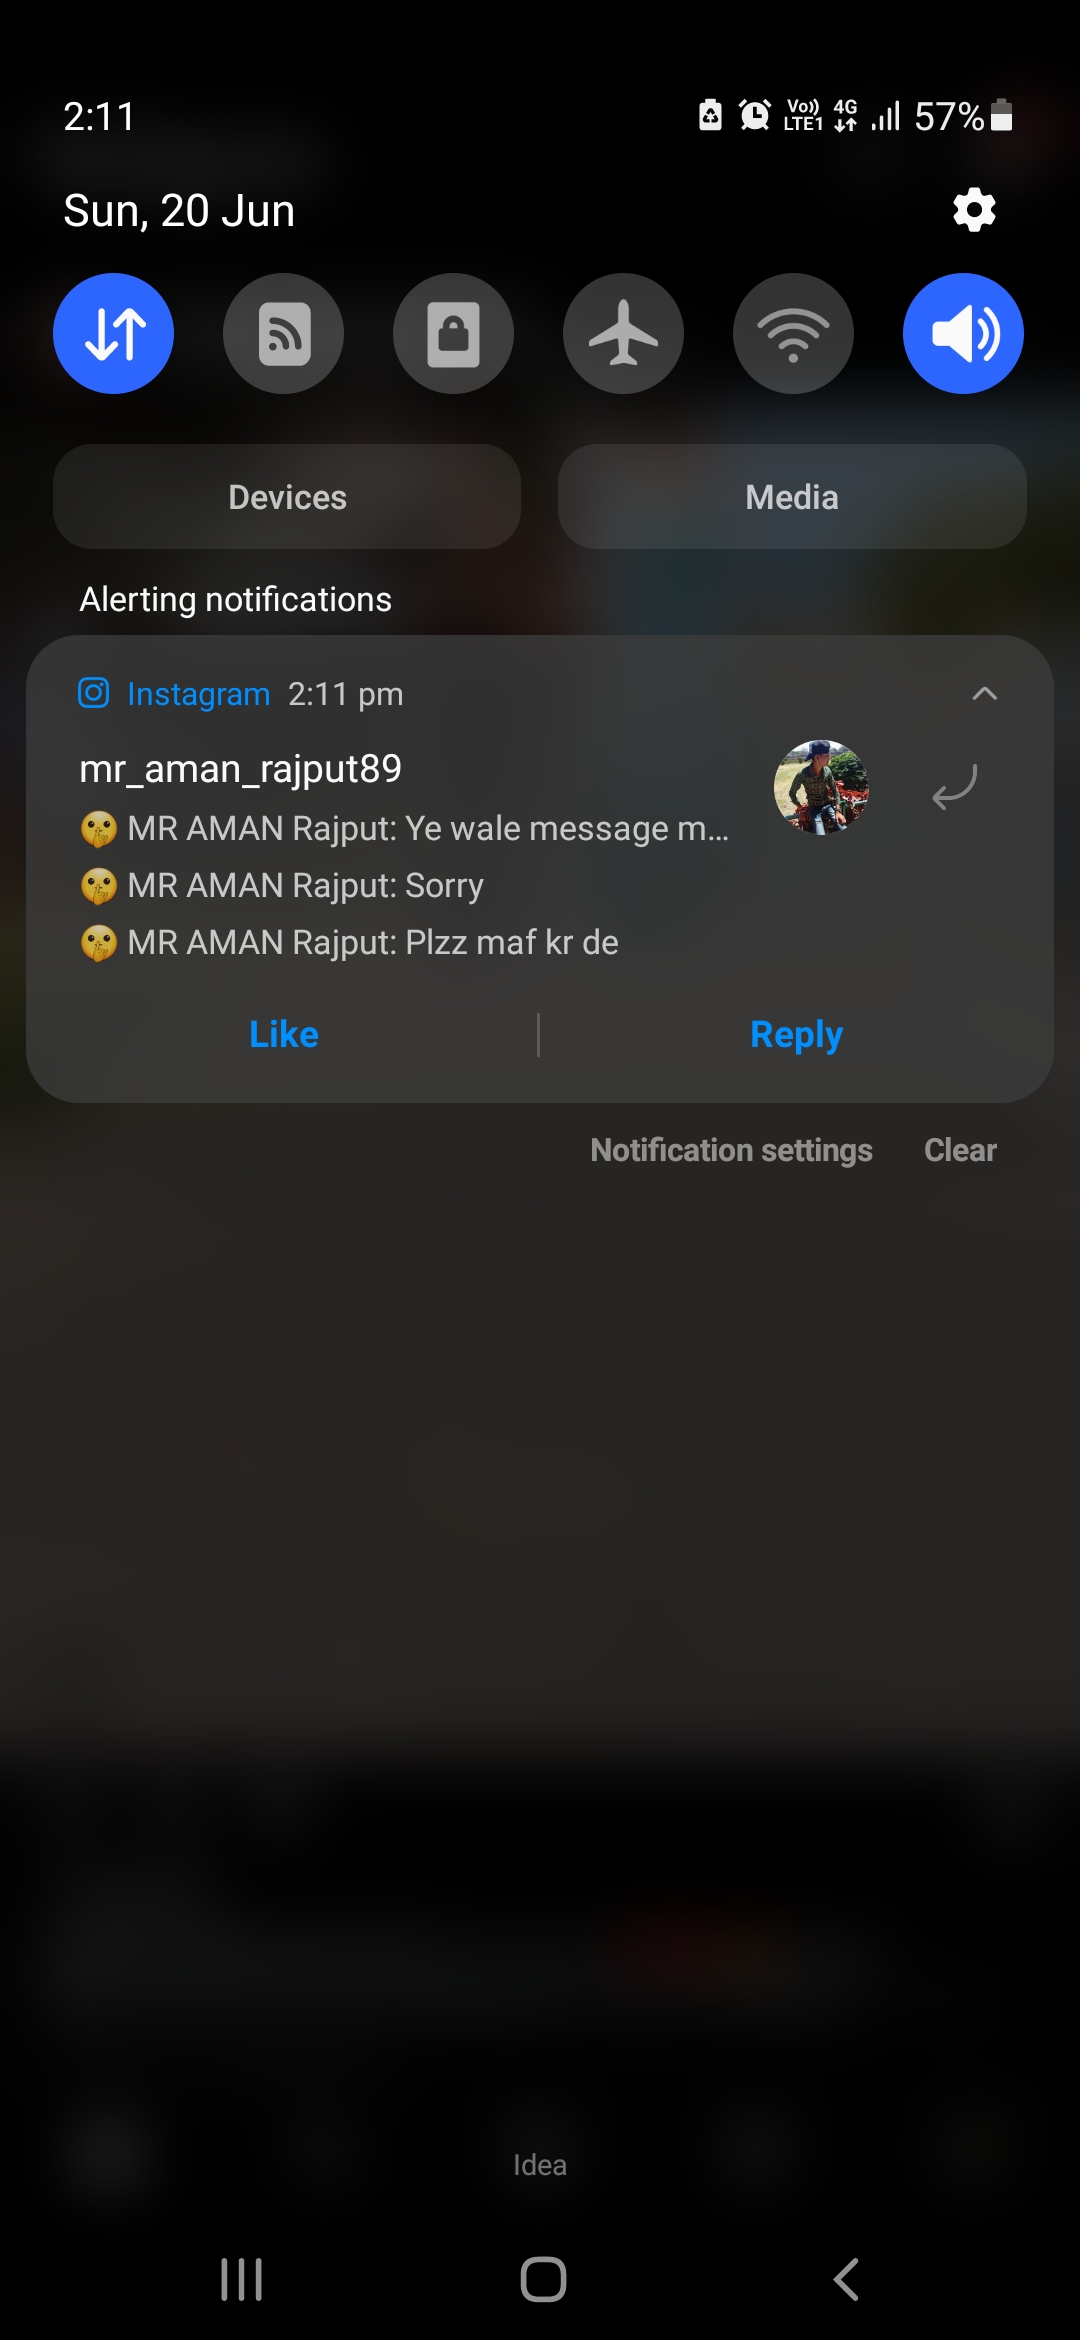 2:11 Vo)) LTE1 4G 57%
Sun, 20 Jun
Devices Media
Alerting notifications
Instagram 2:11 pm
mr_aman_rajput89
🤫 MR AMAN Rajput: Ye wale message m...
🤫 MR AMAN Rajput: Sorry
🤫 MR AMAN Rajput: Plzz maf kr de
Like Reply
Notification settings Clear
Idea